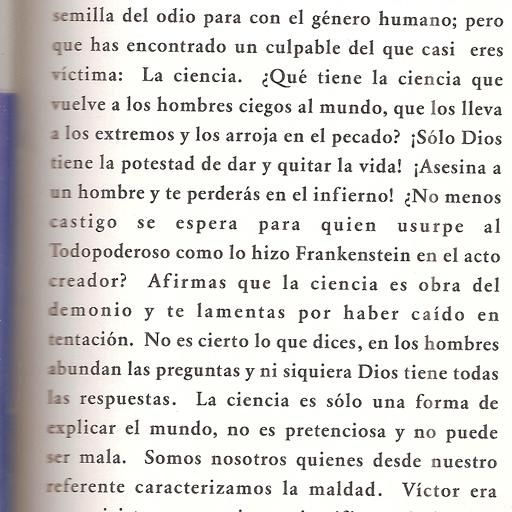 semilla del odio para con el género humano; pero
que has encontrado un culpable del que casi eres
víctima: La ciencia. ¿Qué tiene la ciencia que
vuelve a los hombres ciegos al mundo, que los lleva
a los extremos y los arroja en el pecado? ¡Sólo Dios
tiene la potestad de dar y quitar la vida! ¡Asesina a
un hombre y te perderás en el infierno! ¿No menos
castigo se espera para quien usurpe al
Todopoderoso como lo hizo Frankenstein en el acto
creador? Afirmas que la ciencia es obra del
demonio y te lamentas por haber caído en
tentación. No es cierto lo que dices, en los hombres
abundan las preguntas y ni siquiera Dios tiene todas
las respuestas. La ciencia es sólo una forma de
explicar el mundo, no es pretenciosa y no puede
ser mala. Somos nosotros quienes desde nuestro
referente caracterizamos la maldad. Víctor era